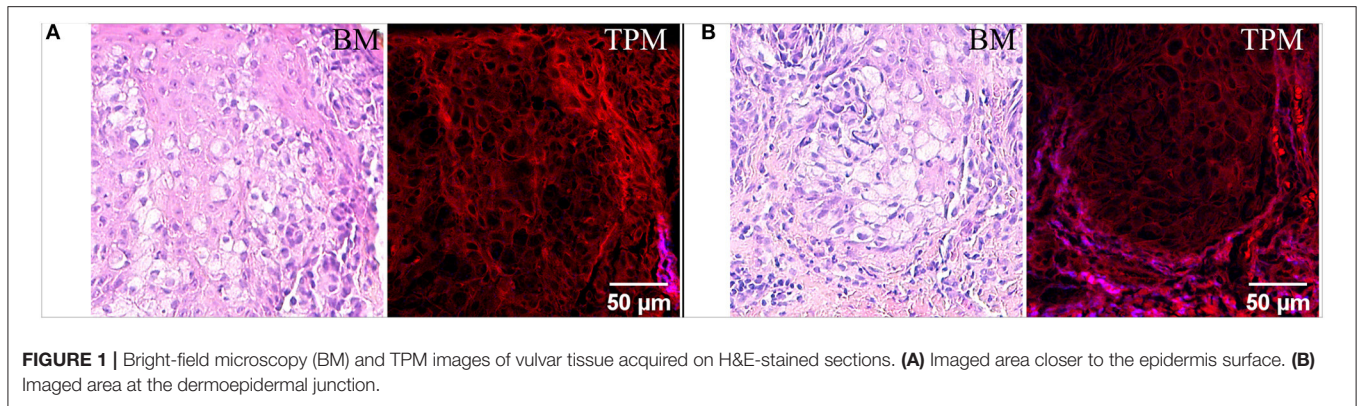 A
BM
TPM
50 µm
B
BM
TPM
50 µm
FIGURE 1 | Bright-field microscopy (BM) and TPM images of vulvar tissue acquired on H&E-stained sections. (A) Imaged area closer to the epidermis surface. (B)
Imaged area at the dermoepidermal junction.